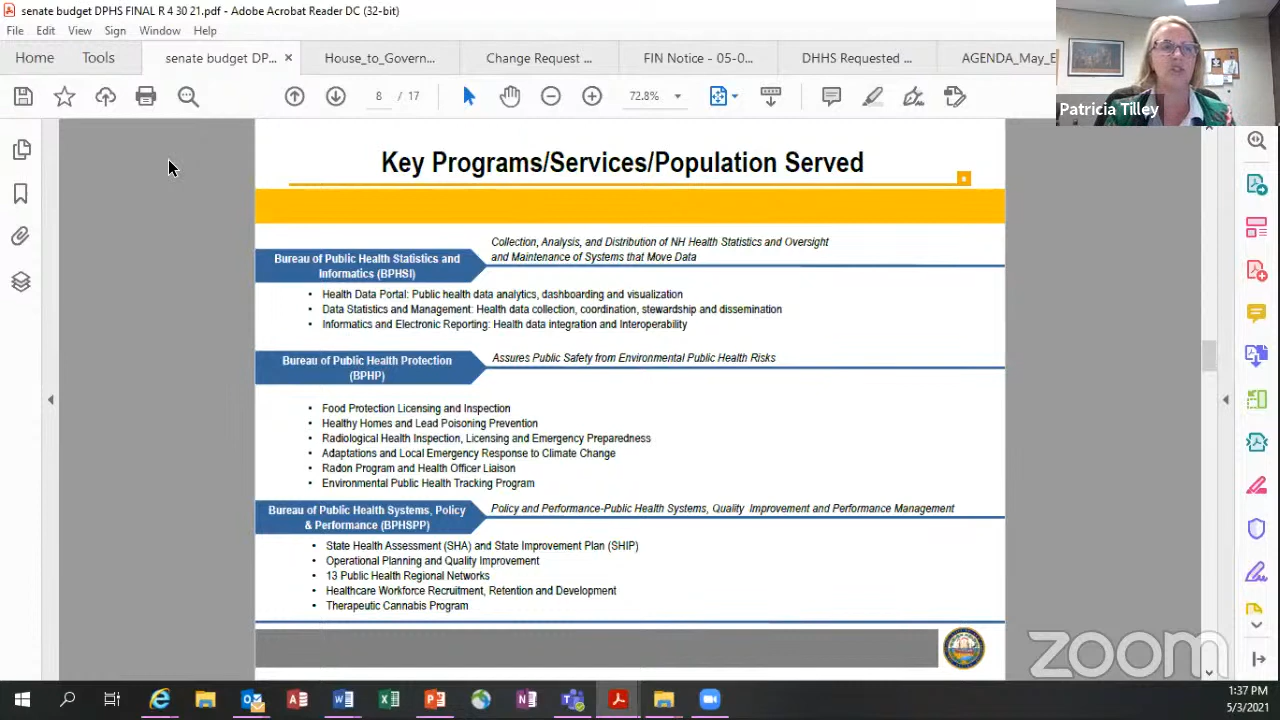 senate budget DPHS FINAL R 4 30 21.pdf - Adobe Acrobat Reader DC (32-bit)
File Edit View Sign Window Help
Home Tools senate budget DP... × House_to_Govern... Change Request ... FIN Notice - 05-0... DHHS Requested ... AGENDA_May_E
8 / 17 72.8%
Patricia Tilley
Key Programs/Services/Population Served
Collection, Analysis, and Distribution of NH Health Statistics and Oversight
and Maintenance of Systems that Move Data
Bureau of Public Health Statistics and
Informatics (BPHSI)
• Health Data Portal: Public health data analytics, dashboarding and visualization
• Data Statistics and Management: Health data collection, coordination, stewardship and dissemination
• Informatics and Electronic Reporting: Health data integration and Interoperability
Bureau of Public Health Protection
(BPHP)
Assures Public Safety from Environmental Public Health Risks
• Food Protection Licensing and Inspection
• Healthy Homes and Lead Poisoning Prevention
• Radiological Health Inspection, Licensing and Emergency Preparedness
• Adaptations and Local Emergency Response to Climate Change
• Radon Program and Health Officer Liaison
• Environmental Public Health Tracking Program
Bureau of Public Health Systems, Policy
& Performance (BPHSPP)
Policy and Performance-Public Health Systems, Quality Improvement and Performance Management
• State Health Assessment (SHA) and State Improvement Plan (SHIP)
• Operational Planning and Quality Improvement
• 13 Public Health Regional Networks
• Healthcare Workforce Recruitment, Retention and Development
• Therapeutic Cannabis Program
zoom
1:37 PM
5/3/2021